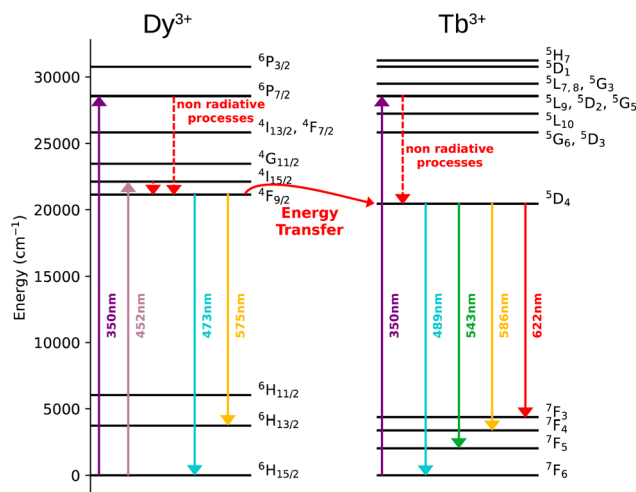 Dy³⁺
Tb³⁺
Energy (cm⁻¹)
30000
25000
20000
15000
10000
5000
0
⁶P₃/₂
⁶P₇/₂
⁴I₁₃/₂, ⁴F₇/₂
⁴G₁₁/₂
⁴I₁₅/₂
⁴F₉/₂
⁶H₁₁/₂
⁶H₁₃/₂
⁶H₁₅/₂
non radiative
processes
350nm
452nm
473nm
575nm
Energy
Transfer
⁵H₇
⁵D₁
⁵L₇,₈, ⁵G₃
⁵L₉, ⁵D₂, ⁵G₅
⁵L₁₀
⁵G₆, ⁵D₃
⁵D₄
⁷F₃
⁷F₄
⁷F₅
⁷F₆
non radiative
processes
350nm
489nm
543nm
586nm
622nm